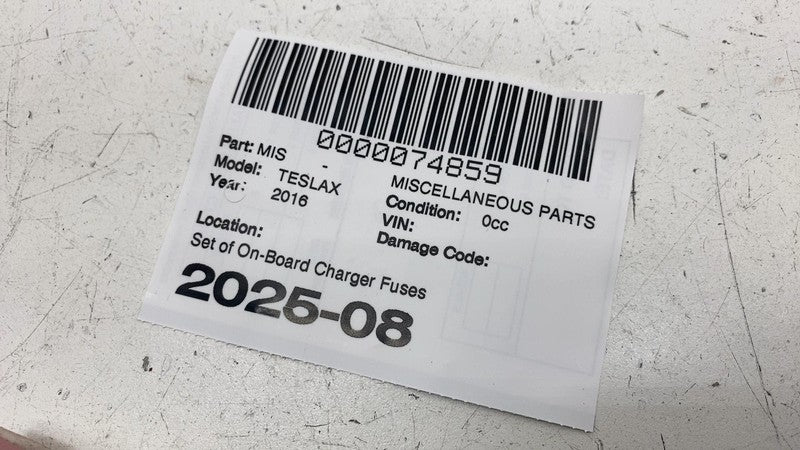 0000074859
Part: MIS - MISCELLANEOUS PARTS
Model: TESLAX Condition: 0cc
Year: 2016 VIN:
Damage Code:
Location:
Set of On-Board Charger Fuses
2025-08